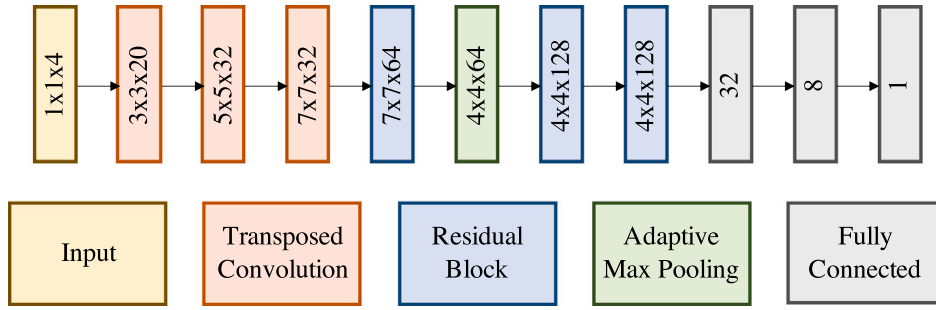 1x1x4
3x3x20
5x5x32
7x7x32
7x7x64
4x4x64
4x4x128
4x4x128
32
8
1
Input
Transposed
Convolution
Residual
Block
Adaptive
Max Pooling
Fully
Connected